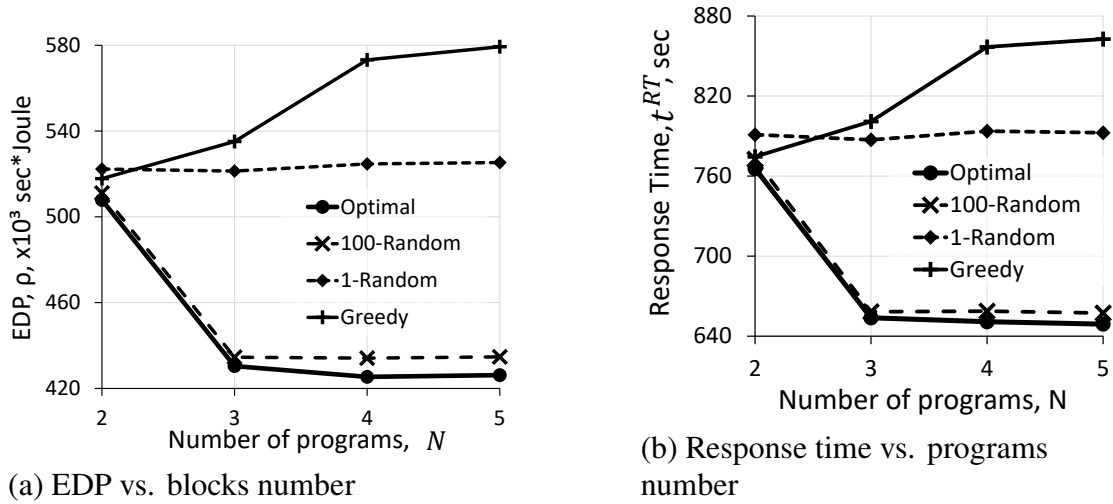 580
540
500
460
420
EDP, ρ, x10³ sec*Joule
Optimal
100-Random
1-Random
Greedy
2 3 4 5
Number of programs, N
(a) EDP vs. blocks number
880
820
760
700
640
Response Time, t^RT, sec
Optimal
100-Random
1-Random
Greedy
2 3 4 5
Number of programs, N
(b) Response time vs. programs
number